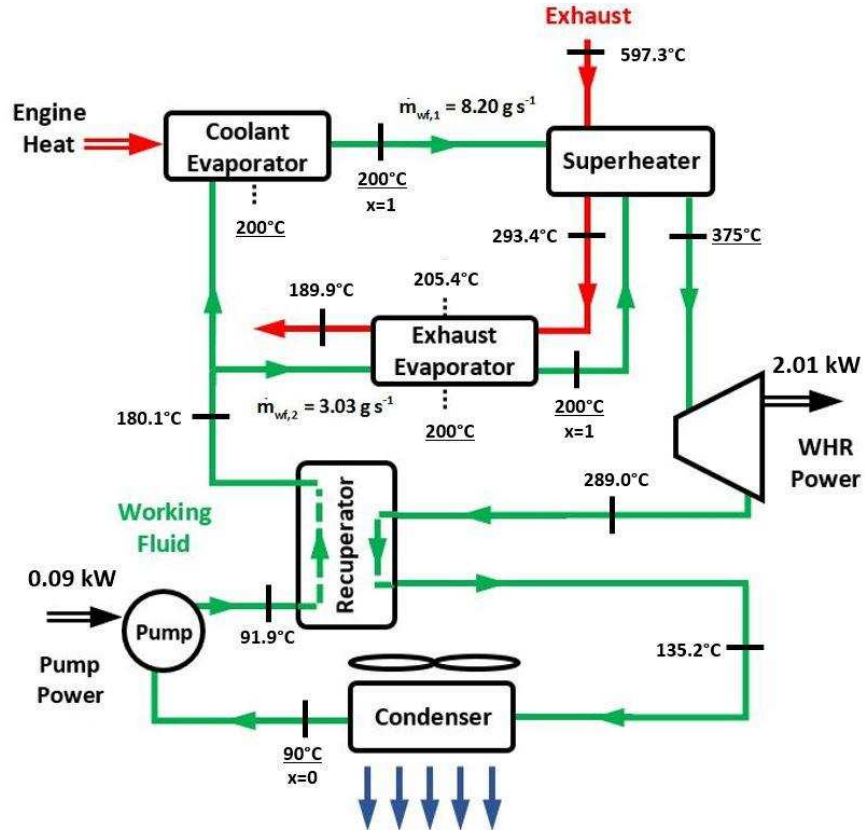 Exhaust
597.3°C
ṁwf,1 = 8.20 g s⁻¹
Engine
Heat
Coolant
Evaporator
Superheater
200°C
x=1
200°C
293.4°C
375°C
189.9°C
205.4°C
Exhaust
Evaporator
2.01 kW
180.1°C
ṁwf,2 = 3.03 g s⁻¹
200°C
200°C
x=1
WHR
Power
289.0°C
Working
Fluid
Recuperator
0.09 kW
Pump
91.9°C
135.2°C
Pump
Power
Condenser
90°C
x=0